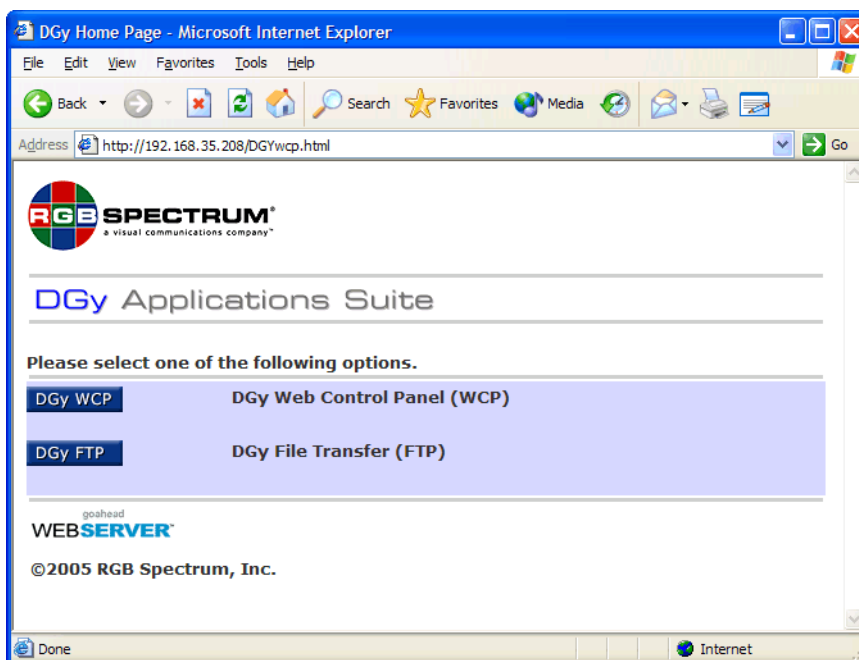 DGy Home Page - Microsoft Internet Explorer
File Edit View Favorites Tools Help
Back Search Favorites Media
Address http://192.168.35.208/DGYwcp.html Go
RGB SPECTRUM®
a visual communications company™
DGy Applications Suite
Please select one of the following options.
DGy WCP DGy Web Control Panel (WCP)
DGy FTP DGy File Transfer (FTP)
goahead
WEBSERVER™
©2005 RGB Spectrum, Inc.
Done Internet